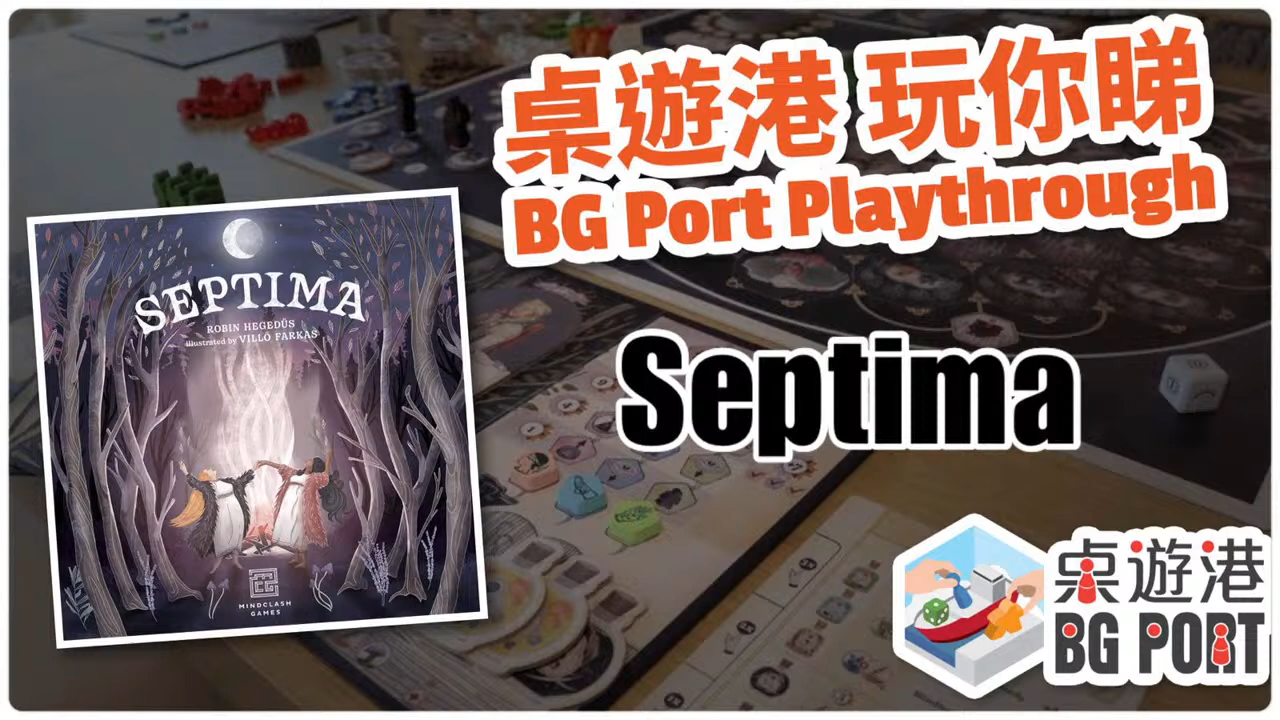 桌遊港 玩你睇
BG Port Playthrough
SEPTIMA
ROBIN HEGEDŰS
Illustrated by VILLŐ FARKAS
MINDCLASH
GAMES
Septima
桌遊港
BG PORT